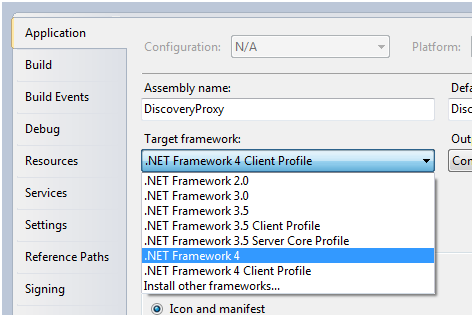 Application
Configuration: N/A Platform:
Build
Assembly name: Defa
Build Events
DiscoveryProxy Disc
Debug
Target framework: Out
Resources
.NET Framework 4 Client Profile Con
.NET Framework 2.0
Services
.NET Framework 3.0
.NET Framework 3.5
Settings
.NET Framework 3.5 Client Profile
.NET Framework 3.5 Server Core Profile
Reference Paths
.NET Framework 4
.NET Framework 4 Client Profile
Signing
Install other frameworks...
Icon and manifest